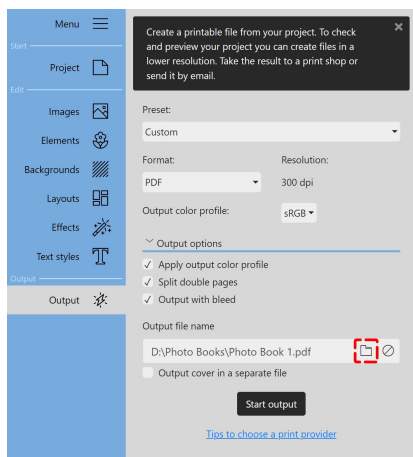 Menu
Start
Project
Edit
Images
Elements
Backgrounds
Layouts
Effects
Text styles
Output
Output
Create a printable file from your project. To check
and preview your project you can create files in a
lower resolution. Take the result to a print shop or
send it by email.
Preset:
Custom
Format:
Resolution:
PDF
300 dpi
Output color profile:
sRGB
Output options
Apply output color profile
Split double pages
Output with bleed
Output file name
D:\Photo Books\Photo Book 1.pdf
Output cover in a separate file
Start output
Tips to choose a print provider